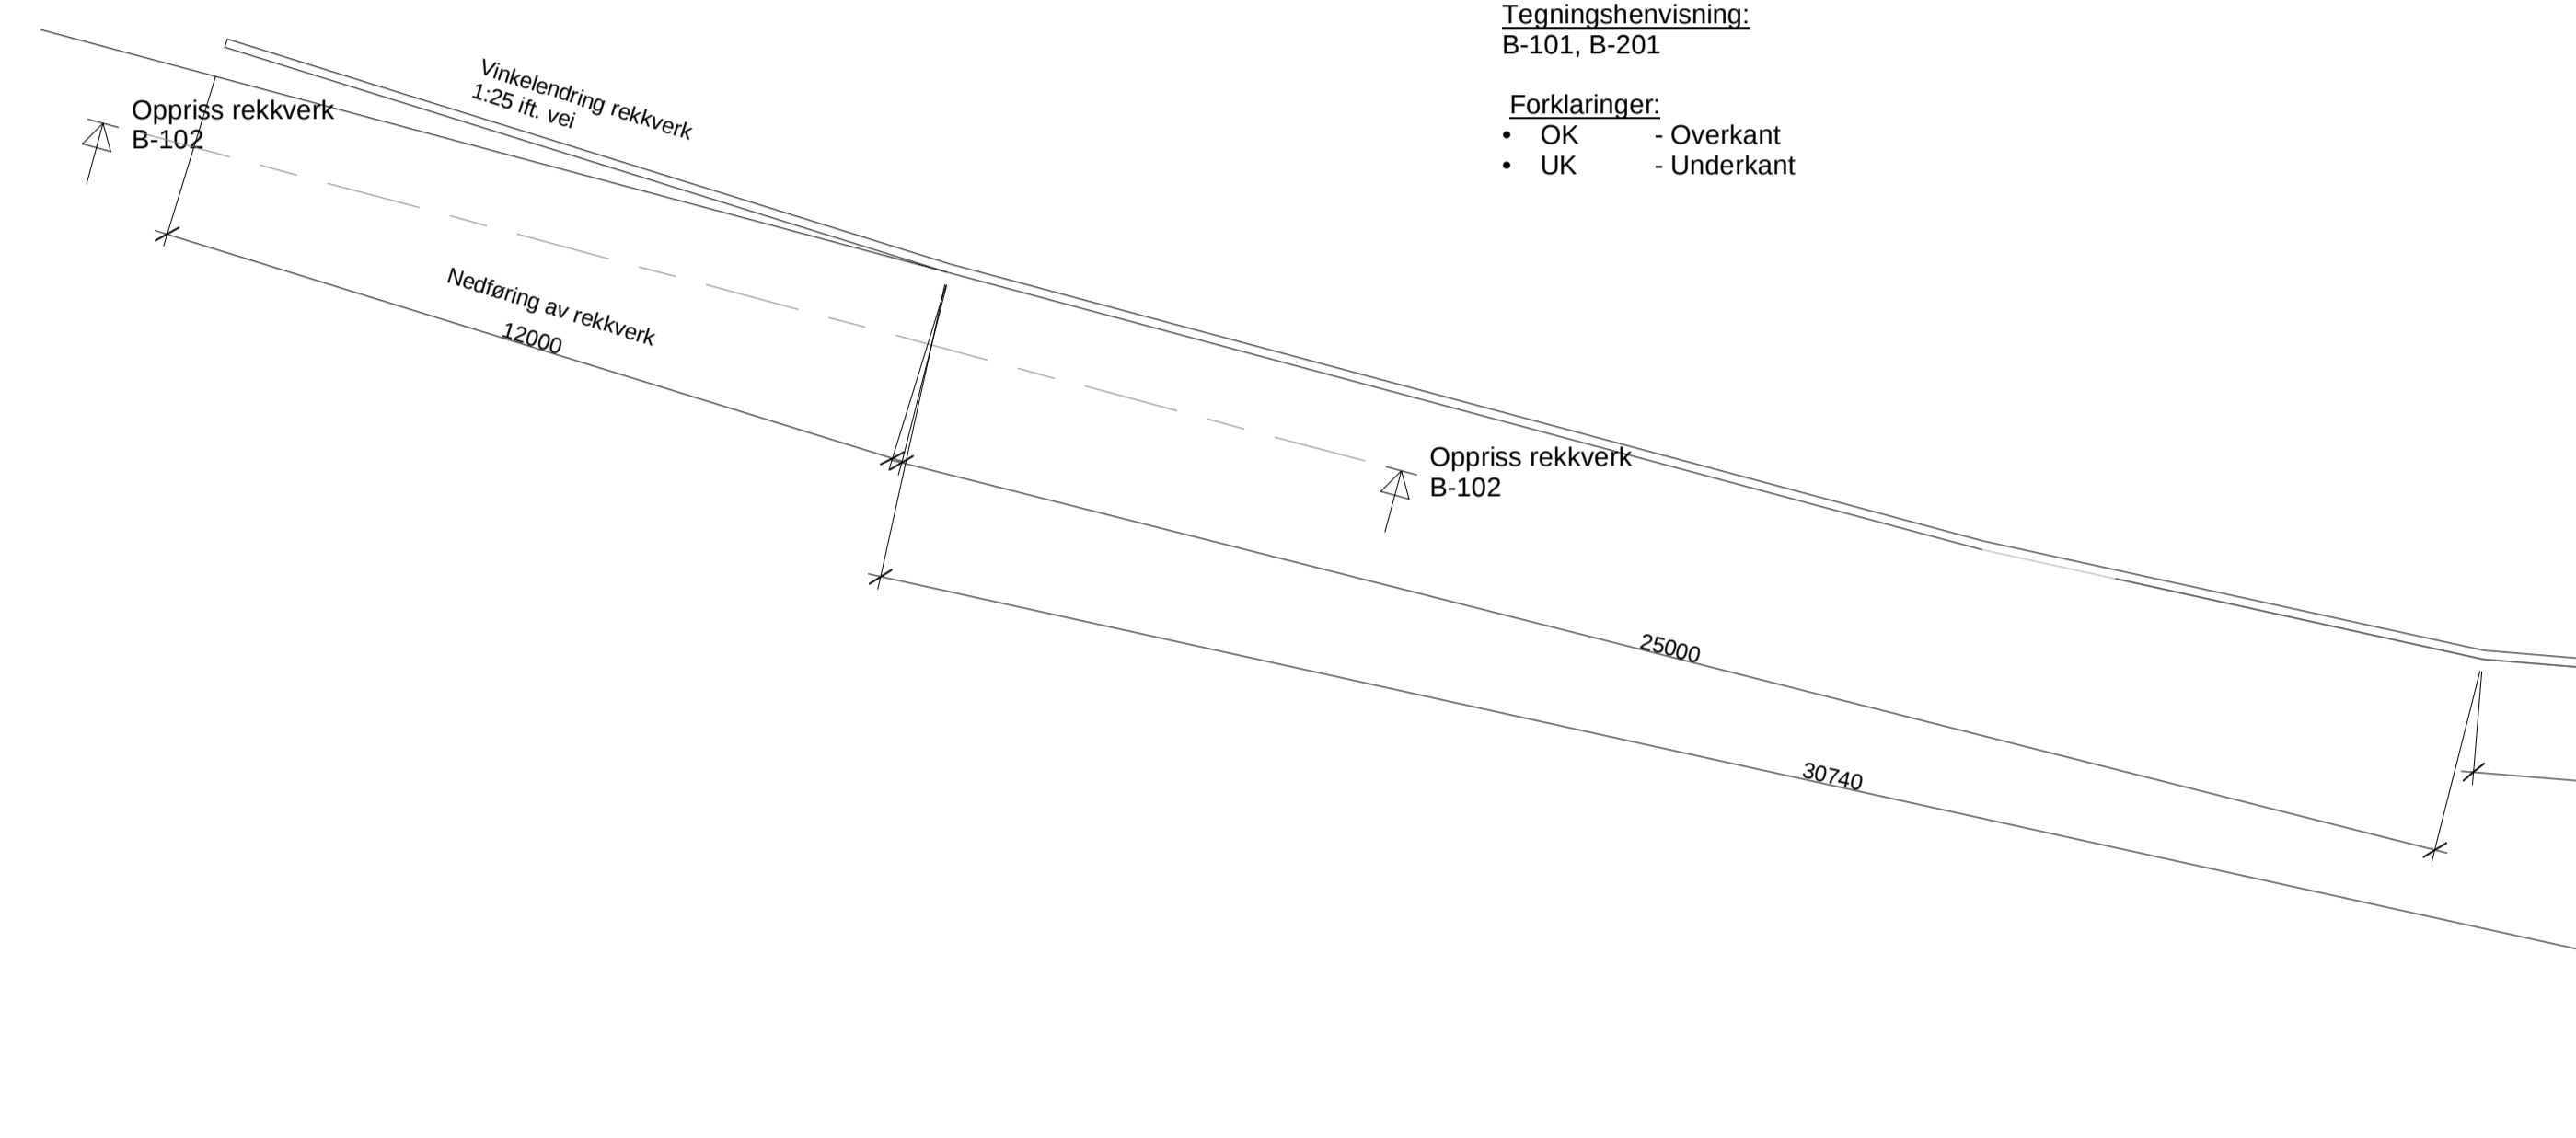 Tegningshenvisning:
B-101, B-201
Forklaringer:
• OK - Overkant
• UK - Underkant
Vinkelendring rekkverk
1:25 ift. vei
Oppriss rekkverk
B-102
Nedføring av rekkverk
12000
Oppriss rekkverk
B-102
25000
30740